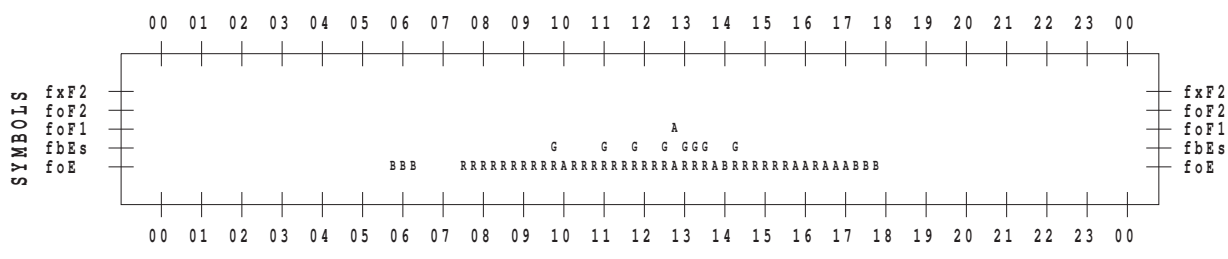 00 01 02 03 04 05 06 07 08 09 10 11 12 13 14 15 16 17 18 19 20 21 22 23 00
SYMBOLS
fxF2 fxF2
foF2 foF2
foF1 A foF1
fbEs G G G G GGG G fbEs
foE BBB RRRRRRRRRRARRRRRRRRRRARRRABRRRRRRAARAAABBB foE
00 01 02 03 04 05 06 07 08 09 10 11 12 13 14 15 16 17 18 19 20 21 22 23 00